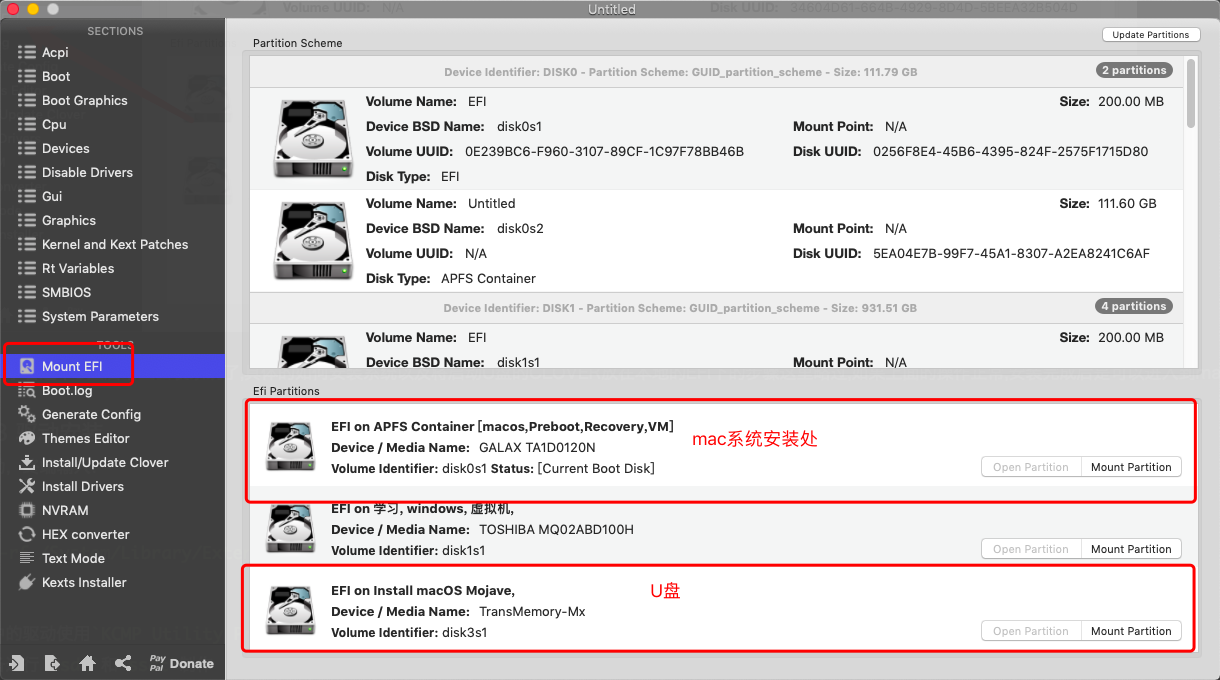 Untitled
SECTIONS
Acpi
Boot
Boot Graphics
Cpu
Devices
Disable Drivers
Gui
Graphics
Kernel and Kext Patches
Rt Variables
SMBIOS
System Parameters
TOOLS
Mount EFI
Boot.log
Generate Config
Themes Editor
Install/Update Clover
Install Drivers
NVRAM
HEX converter
Text Mode
Kexts Installer
Pay
Pal
Donate
Partition Scheme
Update Partitions
Device Identifier: DISK0 - Partition Scheme: GUID_partition_scheme - Size: 111.79 GB
2 partitions
Volume Name: EFI
Size: 200.00 MB
Device BSD Name: disk0s1
Mount Point: N/A
Volume UUID: 0E239BC6-F960-3107-89CF-1C97F78BB46B
Disk UUID: 0256F8E4-45B6-4395-824F-2575F1715D80
Disk Type: EFI
Volume Name: Untitled
Size: 111.60 GB
Device BSD Name: disk0s2
Mount Point: N/A
Volume UUID: N/A
Disk UUID: 5EA04E7B-99F7-45A1-8307-A2EA8241C6AF
Disk Type: APFS Container
Device Identifier: DISK1 - Partition Scheme: GUID_partition_scheme - Size: 931.51 GB
4 partitions
Volume Name: EFI
Size: 200.00 MB
Device BSD Name: disk1s1
Mount Point: N/A
Efi Partitions
EFI on APFS Container [macos,Preboot,Recovery,VM]
mac系统安装处
Device / Media Name: GALAX TA1D0120N
Volume Identifier: disk0s1 Status: [Current Boot Disk]
Open Partition
Mount Partition
EFI on 学习, windows, 虚拟机,
Device / Media Name: TOSHIBA MQ02ABD100H
Volume Identifier: disk1s1
Open Partition
Mount Partition
EFI on Install macOS Mojave,
U盘
Device / Media Name: TransMemory-Mx
Volume Identifier: disk3s1
Open Partition
Mount Partition